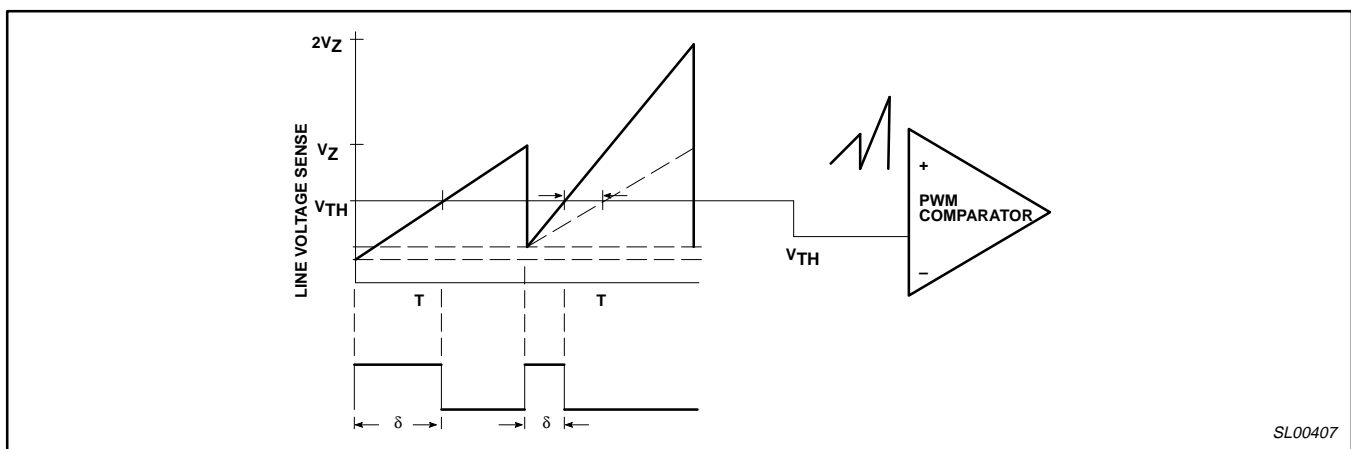 2VZ
VZ
VTH
LINE VOLTAGE SENSE
T
T
δ
δ
VTH
+
PWM
COMPARATOR
–
SL00407